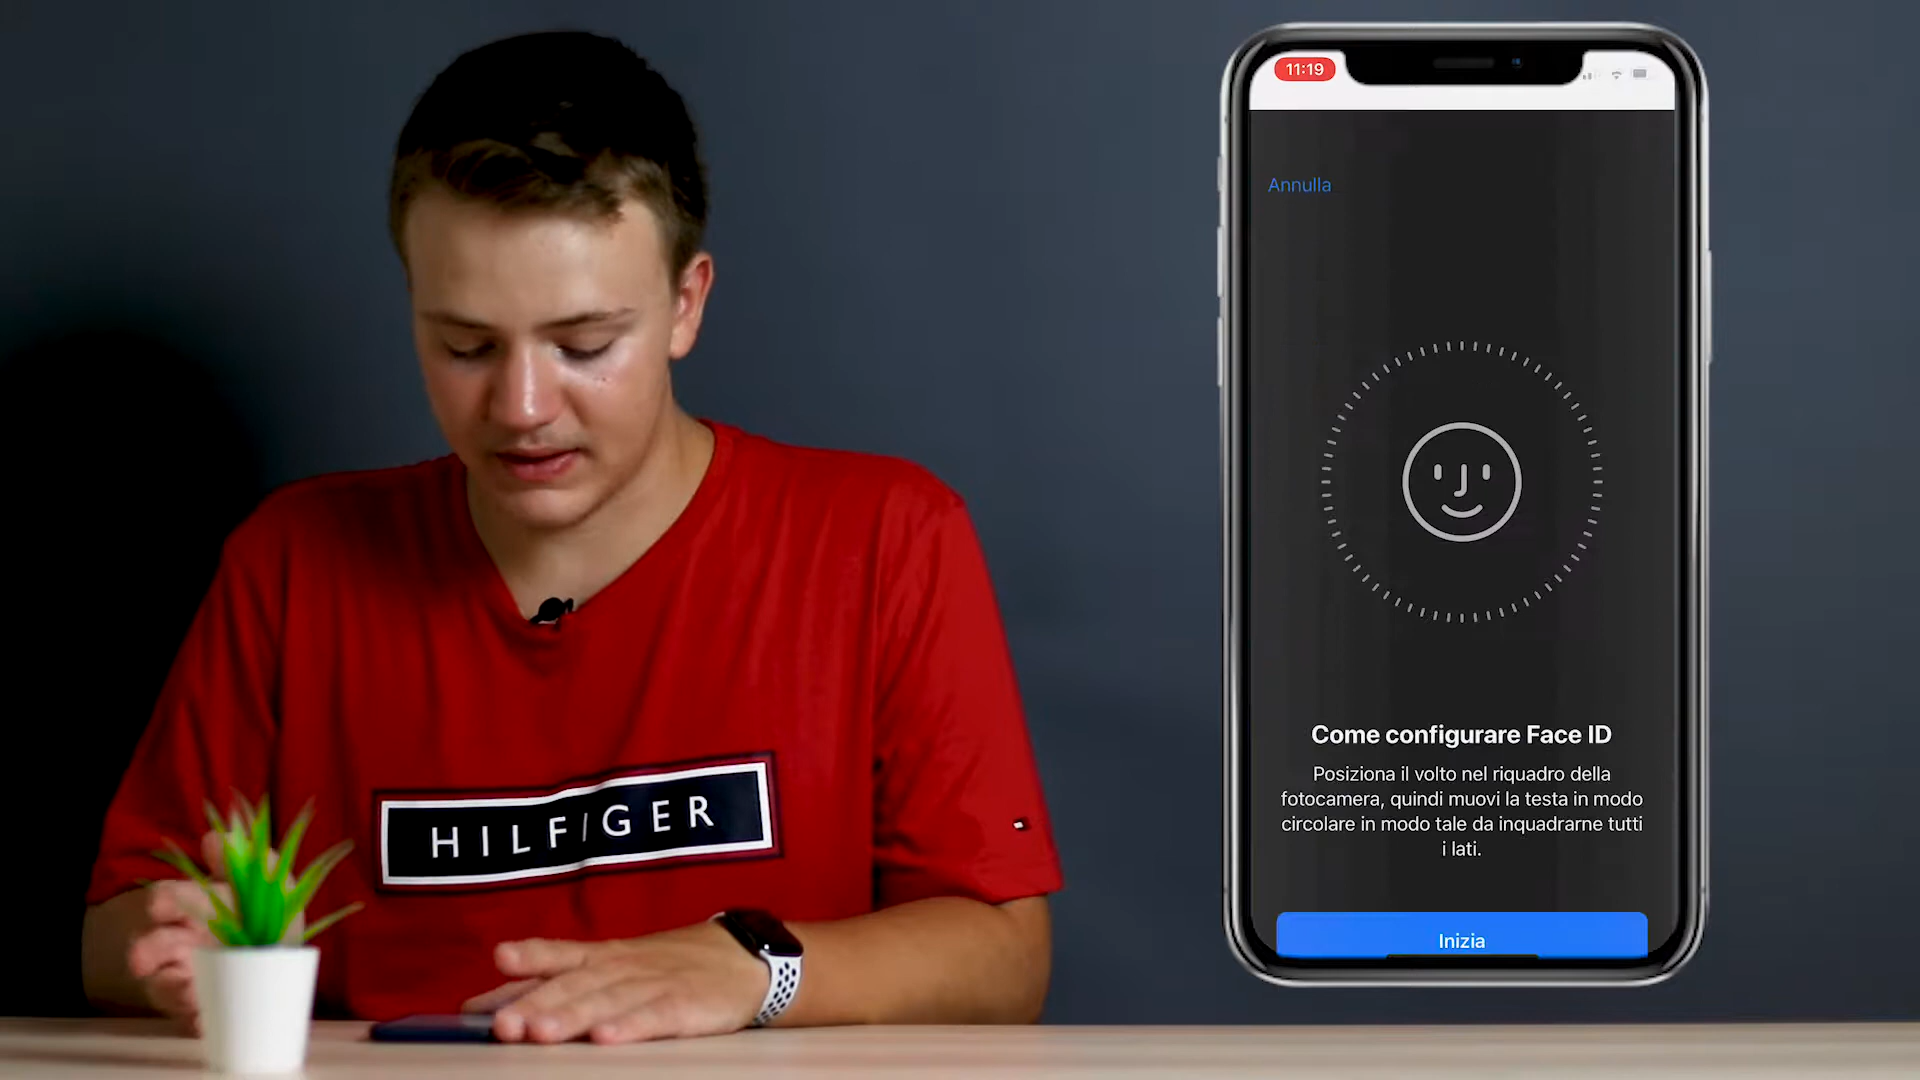 11:19
Annulla
Come configurare Face ID
Posiziona il volto nel riquadro della
fotocamera, quindi muovi la testa in modo
circolare in modo tale da inquadrarne tutti
i lati.
Inizia
HILFIGER